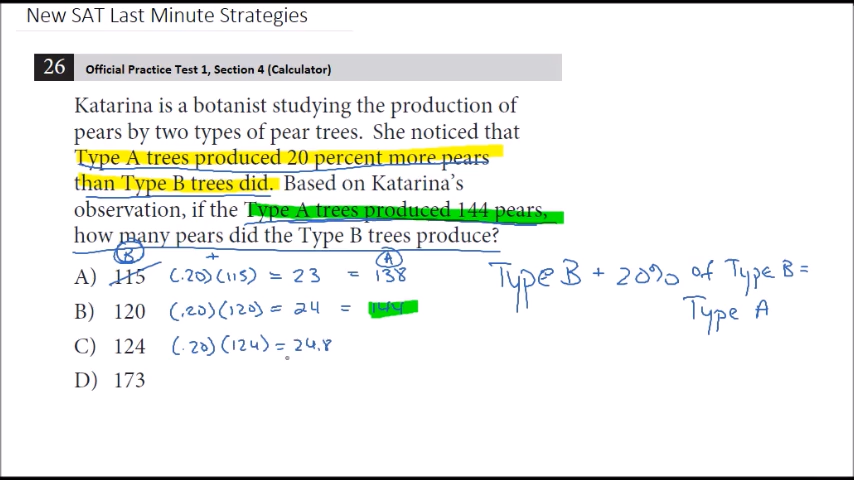 New SAT Last Minute Strategies
26 Official Practice Test 1, Section 4 (Calculator)
Katarina is a botanist studying the production of
pears by two types of pear trees. She noticed that
Type A trees produced 20 percent more pears
than Type B trees did. Based on Katarina's
observation, if the Type A trees produced 144 pears,
how many pears did the Type B trees produce?
B + A
A) 115 (.20)(115) = 23 = 138
B) 120 (.20)(120) = 24 = 144
C) 124 (.20)(124) = 24.8
D) 173
Type B + 20% of Type B =
Type A